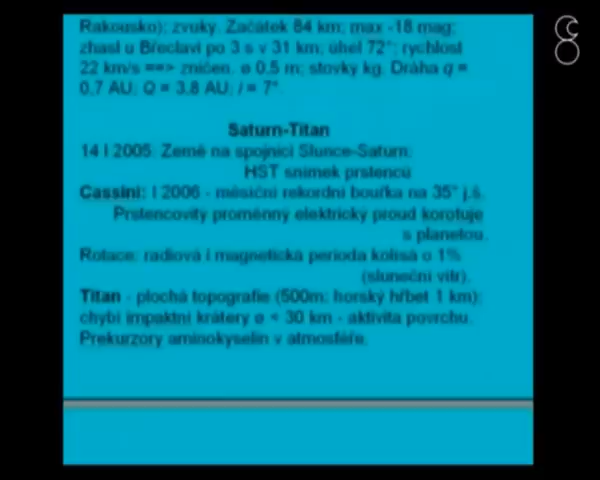 Rakousko); zvuky. Začátek 84 km; max -18 mag;
zhasl u Břeclavi po 3 s v 31 km; úhel 72°; rychlost
22 km/s ==> zničen. ø 0,5 m; stovky kg. Dráha q =
0,7 AU; Q = 3,8 AU; i = 7°
Saturn-Titan
14 I 2005: Země na spojnici Slunce-Saturn:
HST snímek prstenců
Cassini: I 2006 - měsíční rekordní bouřka na 35° j.š.
Prstencovitý proměnný elektrický proud korotuje
s planetou.
Rotace: rádiová i magnetická perioda kolísá o 1%
(sluneční vítr).
Titan - plochá topografie (500m; horský hřbet 1 km);
chybí impaktní krátery ø < 30 km - aktivita povrchu.
Prekurzory aminokyselin v atmosféře.